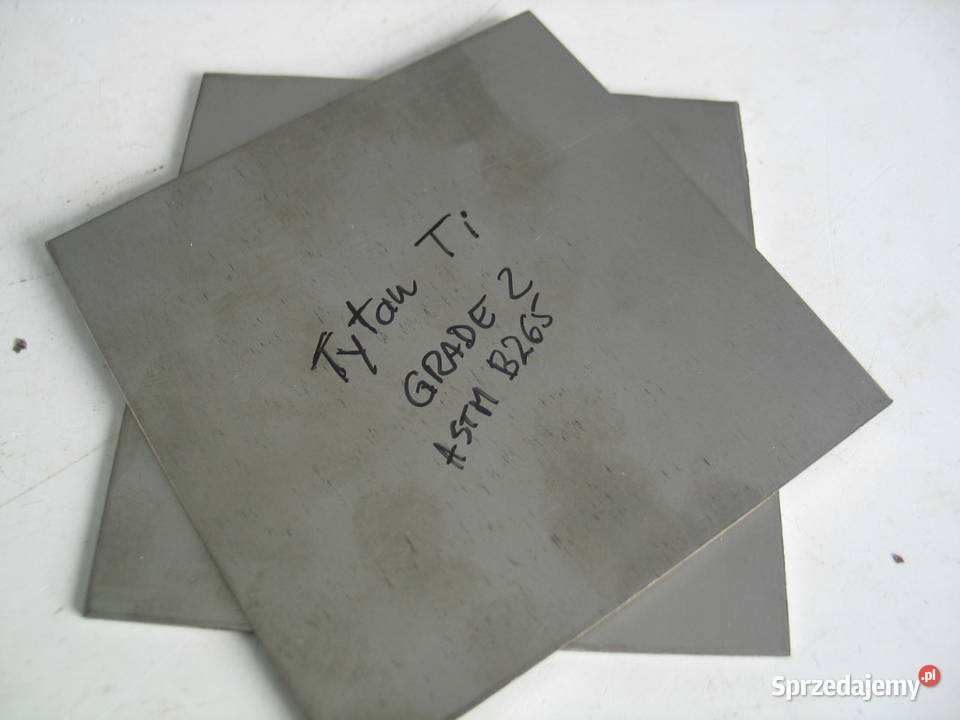 Tytan Ti
GRADE 2
ASTM B265
Sprzedajemy.pl